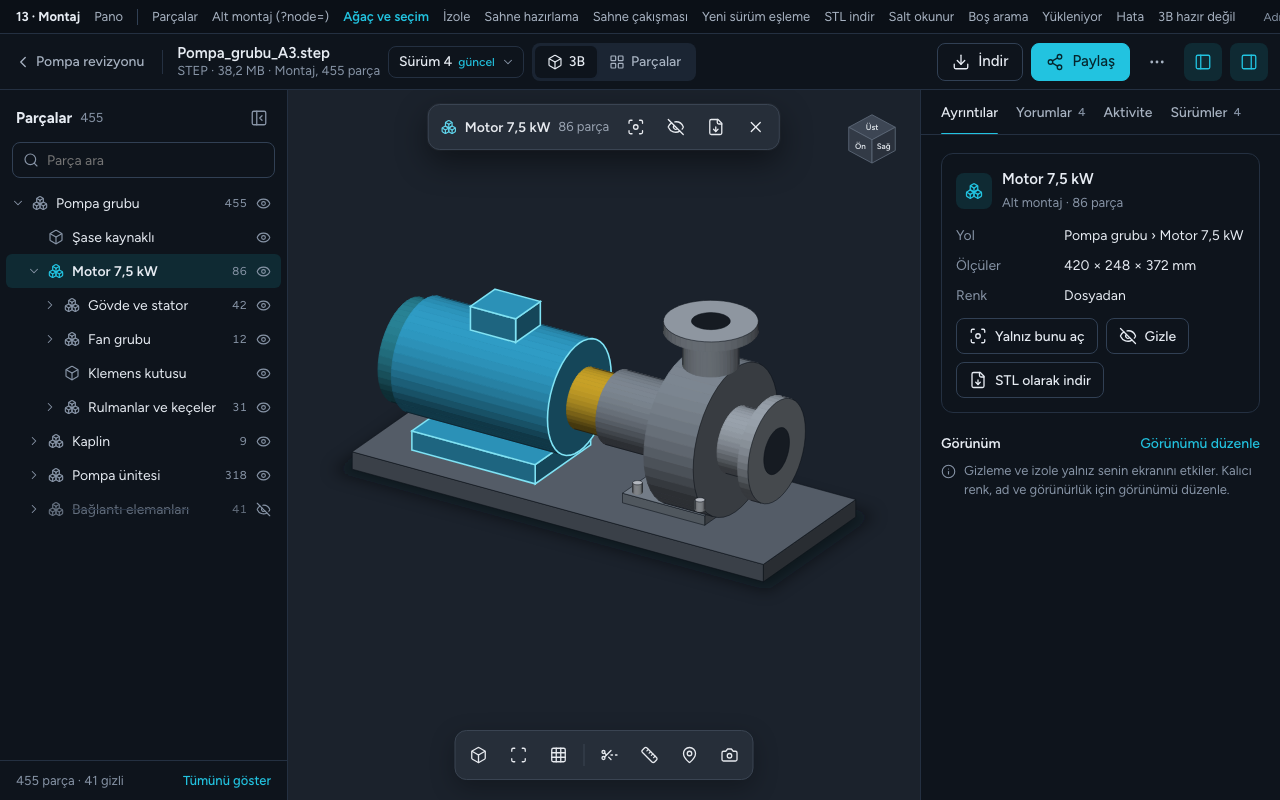 13 · Montaj Pano Parçalar Alt montaj (?node=) Ağaç ve seçim İzole Sahne hazırlama Sahne çakışması Yeni sürüm eşleme STL indir Salt okunur Boş arama Yükleniyor Hata 3B hazır değil
Pompa revizyonu
Pompa_grubu_A3.step
STEP · 38,2 MB · Montaj, 455 parça
Sürüm 4 güncel
3B Parçalar
İndir
Paylaş
Parçalar 455
Parça ara
Pompa grubu 455
Şase kaynaklı
Motor 7,5 kW 86
Gövde ve stator 42
Fan grubu 12
Klemens kutusu
Rulmanlar ve keçeler 31
Kaplin 9
Pompa ünitesi 318
Bağlantı elemanları 41
455 parça · 41 gizli Tümünü göster
Motor 7,5 kW 86 parça
Üst
Ön Sağ
Ayrıntılar Yorumlar 4 Aktivite Sürümler 4
Motor 7,5 kW
Alt montaj · 86 parça
Yol Pompa grubu › Motor 7,5 kW
Ölçüler 420 × 248 × 372 mm
Renk Dosyadan
Yalnız bunu aç Gizle
STL olarak indir
Görünüm Görünümü düzenle
Gizleme ve izole yalnız senin ekranını etkiler. Kalıcı
renk, ad ve görünürlük için görünümü düzenle.